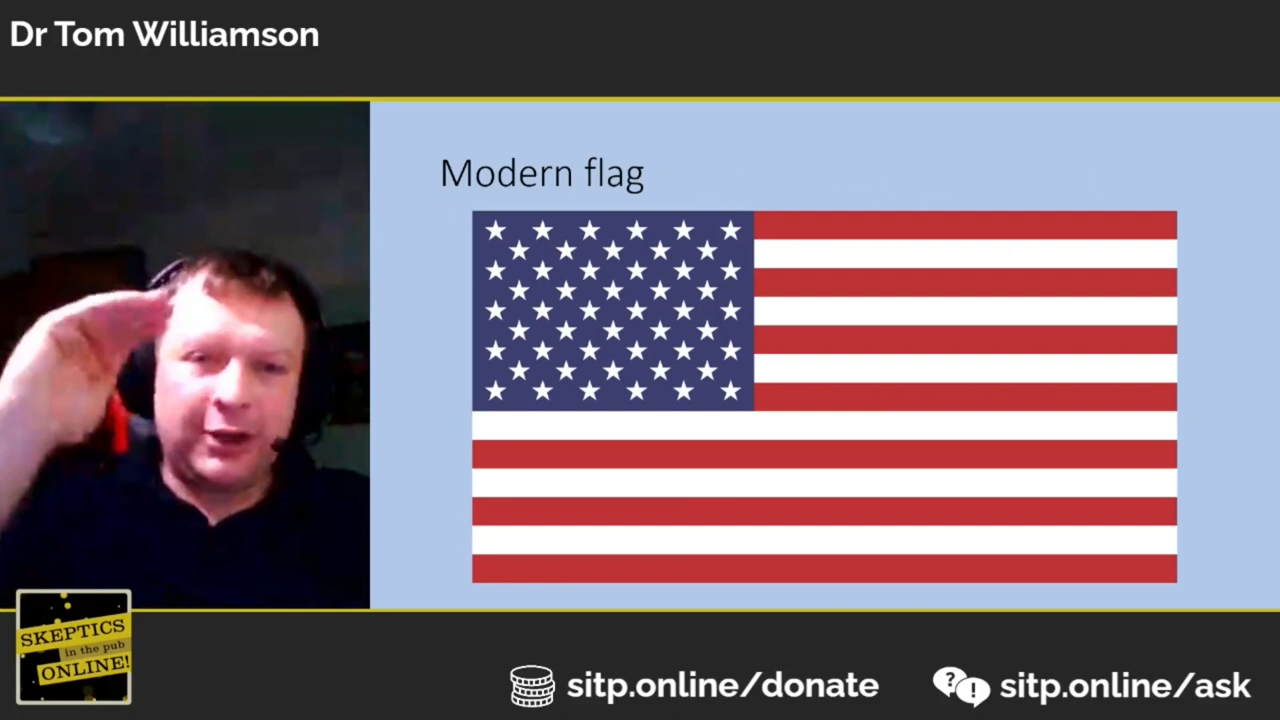 Dr Tom Williamson
Modern flag
SKEPTICS
in the pub
ONLINE!
sitp.online/donate
? !
sitp.online/ask